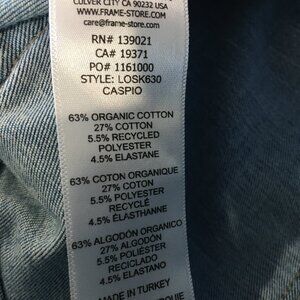 CULVER CITY CA 90232 USA
WWW.FRAME-STORE.COM
care@frame-store.com
RN# 139021
CA# 19371
PO# 1161000
STYLE: LOSK630
CASPIO
63% ORGANIC COTTON
27% COTTON
5.5% RECYCLED
POLYESTER
4.5% ELASTANE
63% COTON ORGANIQUE
27% COTON
5.5% POLYESTER
RECYCLÉ
4.5% ÉLASTHANNE
63% ALGODÓN ORGANICO
27% ALGODÓN
5.5% POLIÉSTER
RECICLADO
4.5% ELASTANO
MADE IN TURKEY